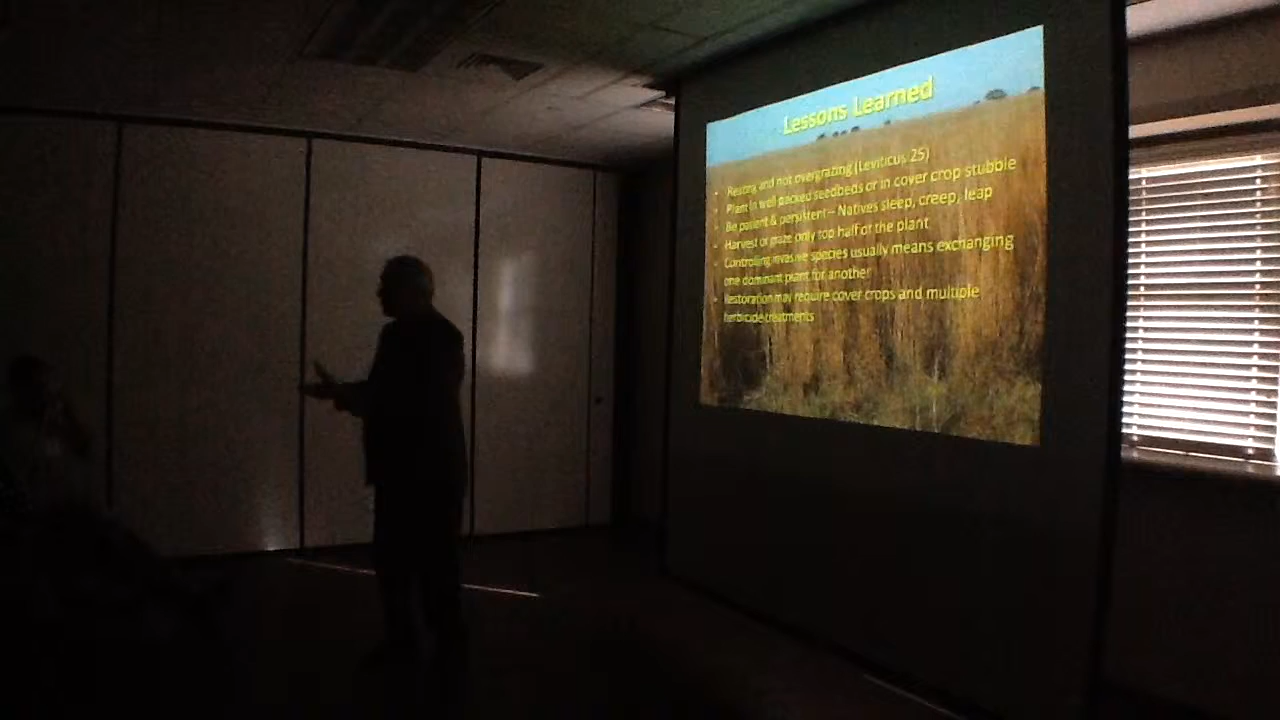 Lessons Learned
• Resting and not overgrazing (Leviticus 25)
• Plant in well packed seedbeds or in cover crop stubble
• Be patient & persistent – Natives sleep, creep, leap
• Harvest or graze only top half of the plant
• Controlling invasive species usually means exchanging
one dominant plant for another
• Restoration may require cover crops and multiple
herbicide treatments